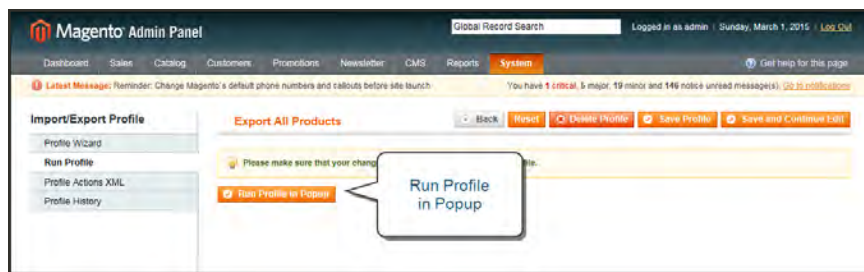 Magento Admin Panel
Global Record Search
Logged in as admin | Sunday, March 1, 2015 | Log Out
Dashboard Sales Catalog Customers Promotions Newsletter CMS Reports System
Get help for this page
Latest Message: Reminder: Change Magento's default phone numbers and callouts before site launch
You have 1 critical, 5 major, 19 minor and 146 notice unread message(s). Go to notifications
Import/Export Profile
Export All Products
Back Reset Delete Profile Save Profile Save and Continue Edit
Profile Wizard
Run Profile
Please make sure that your chang
Profile Actions XML
Run Profile in Popup
Profile History
Run Profile
in Popup